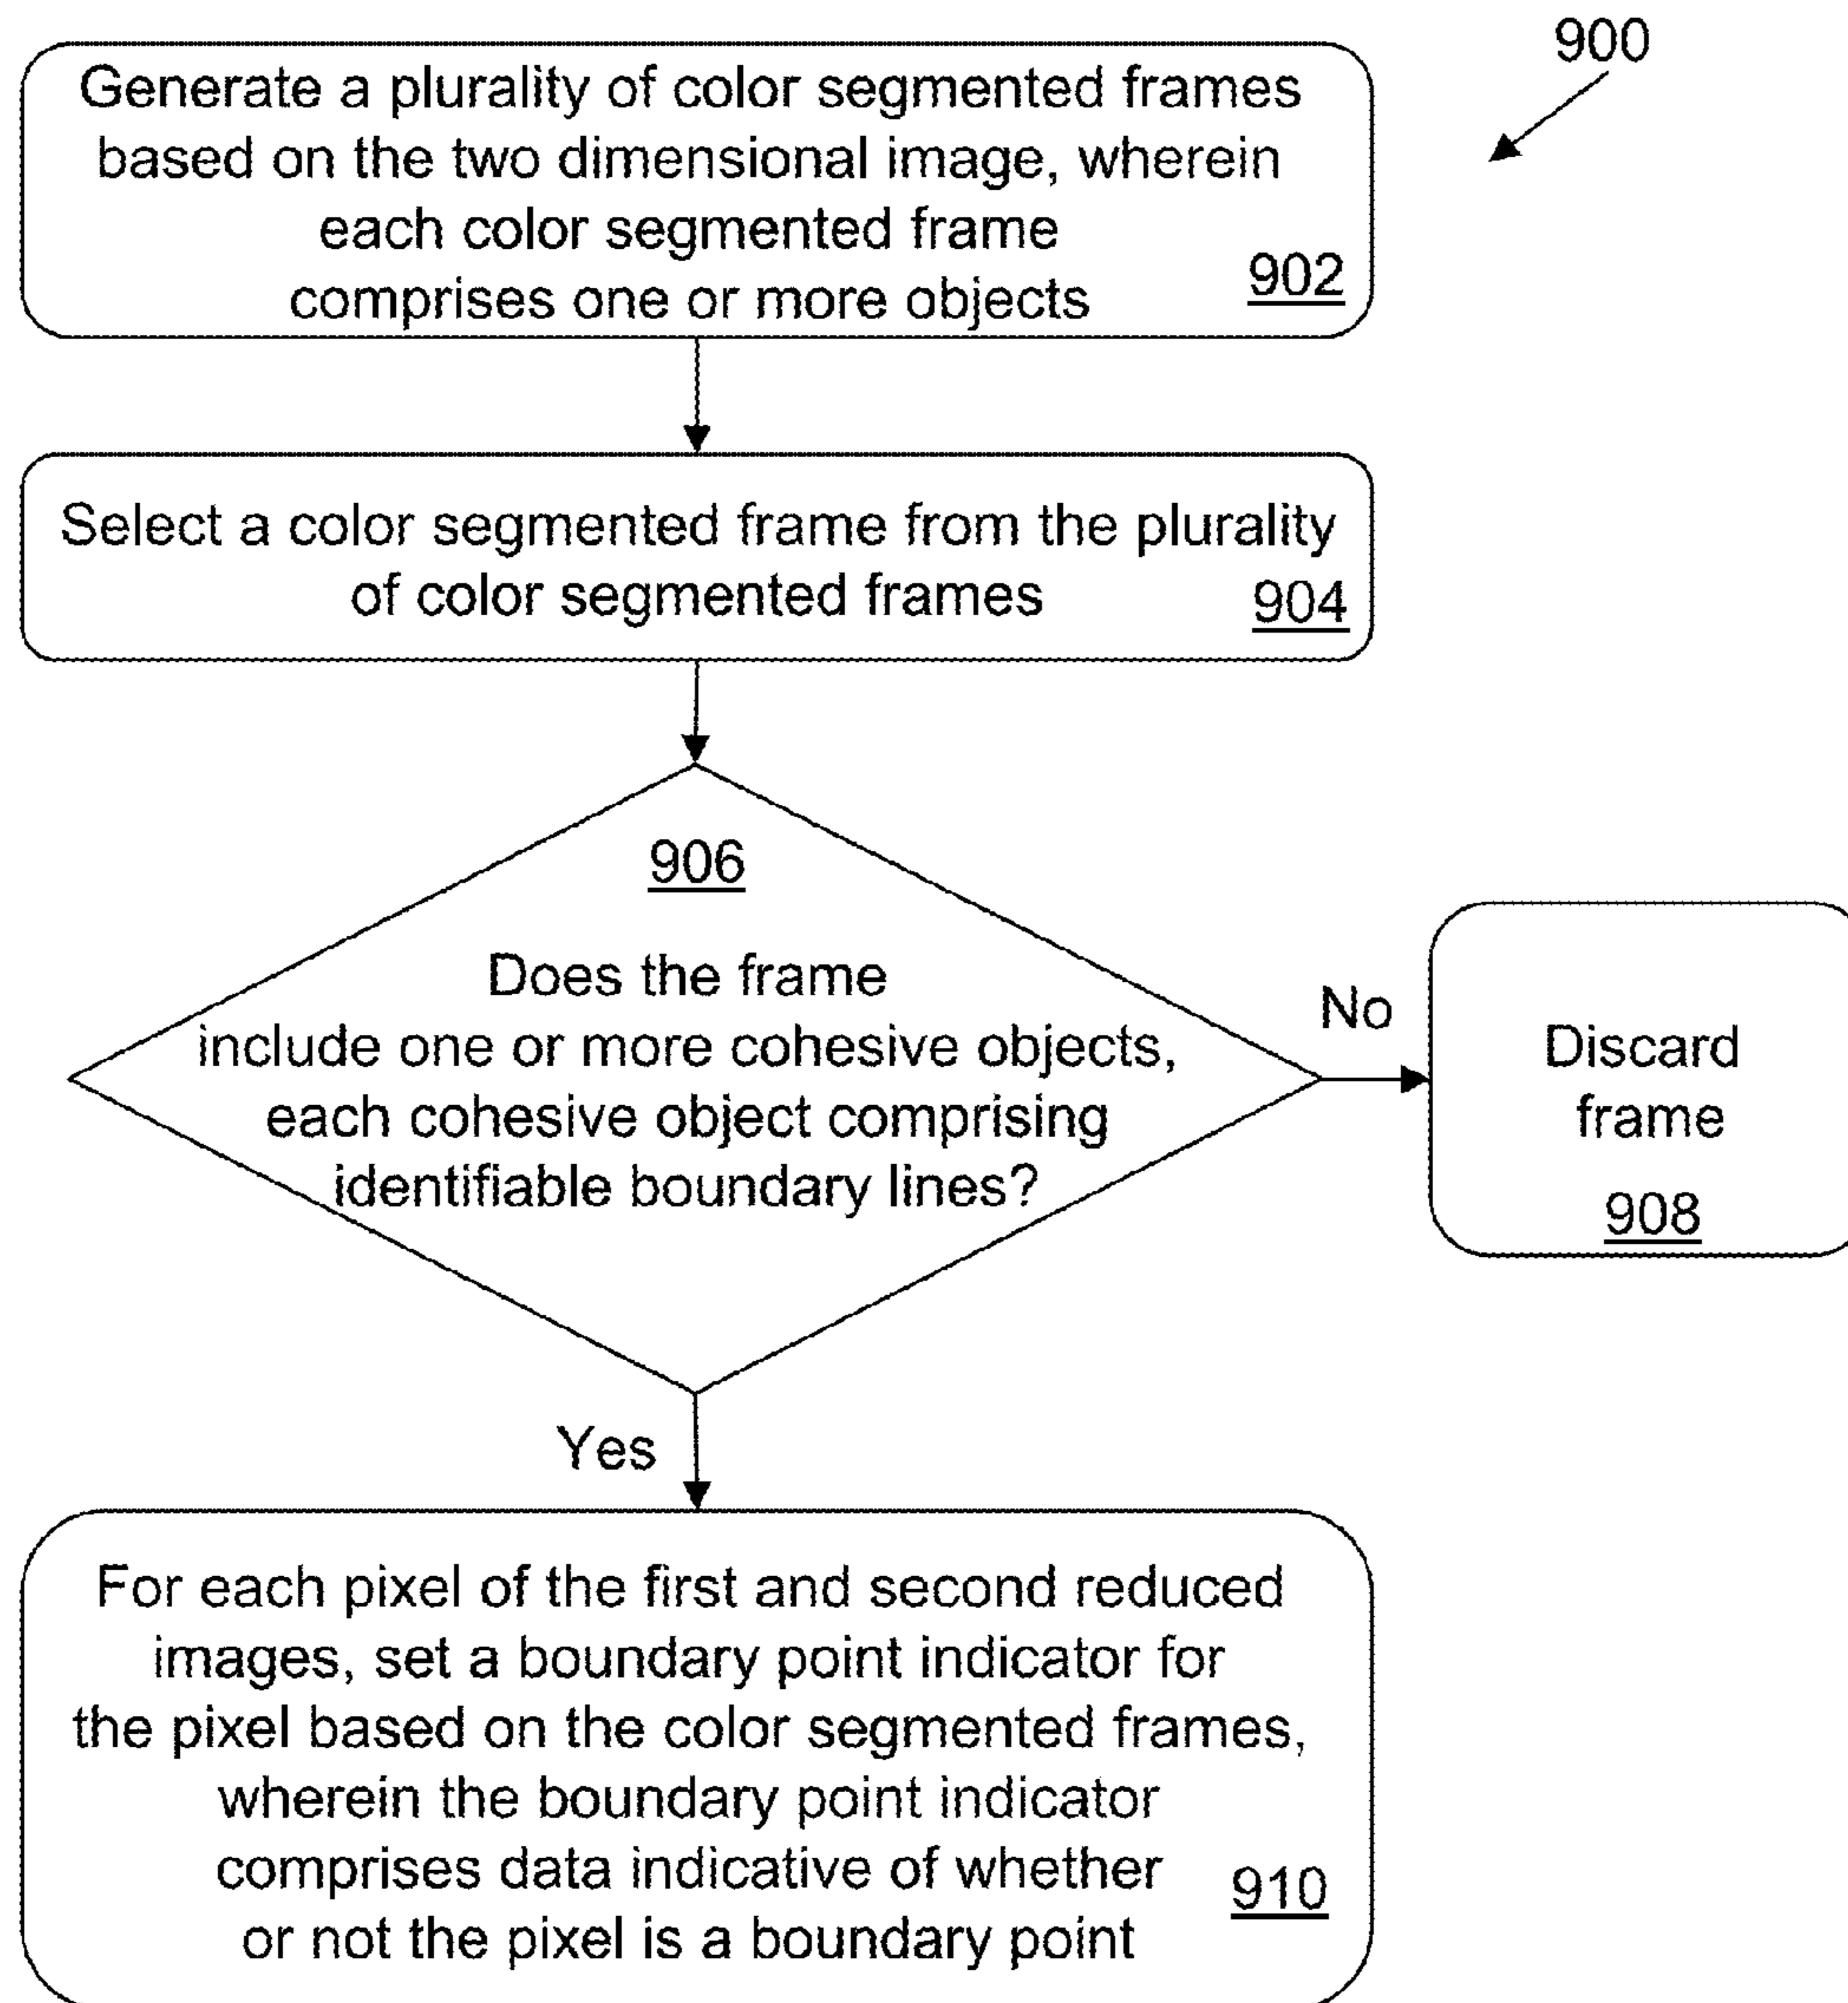 900
Generate a plurality of color segmented frames
based on the two dimensional image, wherein
each color segmented frame
comprises one or more objects
902
Select a color segmented frame from the plurality
of color segmented frames
904
906
Does the frame
include one or more cohesive objects,
each cohesive object comprising
identifiable boundary lines?
No
Discard
frame
908
Yes
For each pixel of the first and second reduced
images, set a boundary point indicator for
the pixel based on the color segmented frames,
wherein the boundary point indicator
comprises data indicative of whether
or not the pixel is a boundary point
910